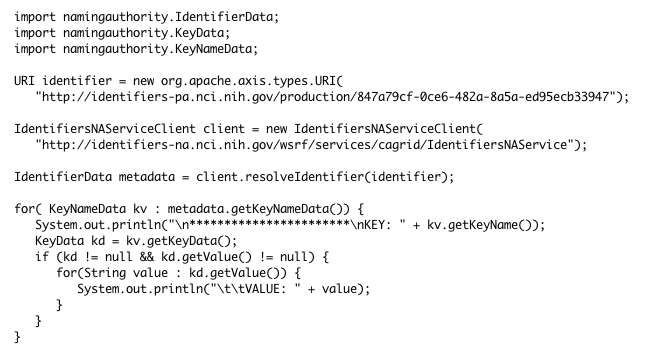 import namingauthority.IdentifierData;
import namingauthority.KeyData;
import namingauthority.KeyNameData;

URI identifier = new org.apache.axis.types.URI(
   "http://identifiers-pa.nci.nih.gov/production/847a79cf-0ce6-482a-8a5a-ed95ecb33947");

IdentifiersNAServiceClient client = new IdentifiersNAServiceClient(
   "http://identifiers-na.nci.nih.gov/wsrf/services/cagrid/IdentifiersNAService");

IdentifierData metadata = client.resolveIdentifier(identifier);

for( KeyNameData kv : metadata.getKeyNameData()) {
   System.out.println("\n***********************\nKEY: " + kv.getKeyName());
   KeyData kd = kv.getKeyData();
   if (kd != null && kd.getValue() != null) {
      for(String value : kd.getValue()) {
         System.out.println("\t\tVALUE: " + value);
      }
   }
}